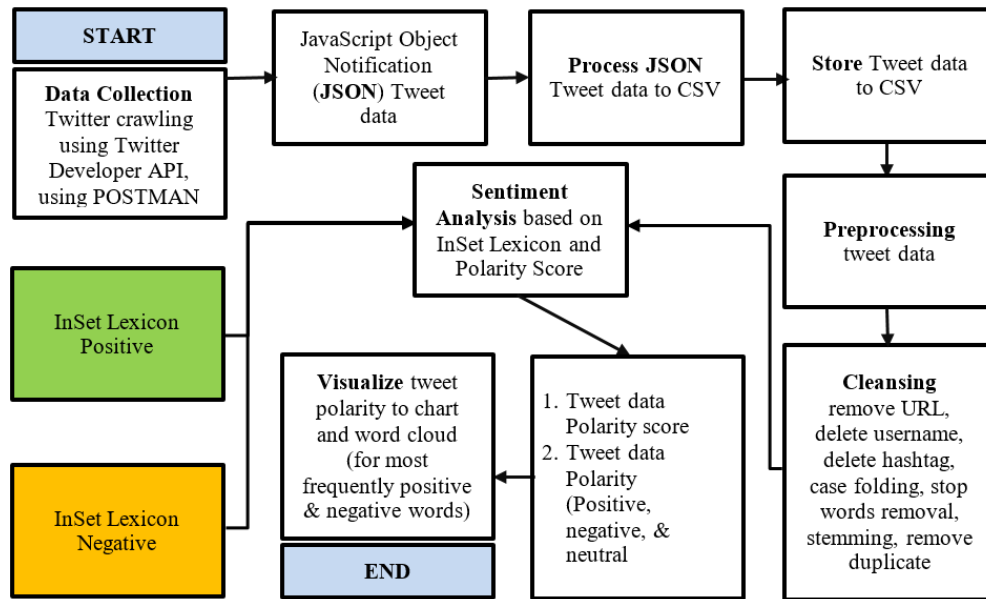 START
Data Collection
Twitter crawling
using Twitter
Developer API,
using POSTMAN
JavaScript Object
Notification
(JSON) Tweet
data
Process JSON
Tweet data to CSV
Store Tweet data
to CSV
Preprocessing
tweet data
Cleansing
remove URL,
delete username,
delete hashtag,
case folding, stop
words removal,
stemming, remove
duplicate
InSet Lexicon
Positive
InSet Lexicon
Negative
Sentiment
Analysis based on
InSet Lexicon and
Polarity Score
1. Tweet data
Polarity score
2. Tweet data
Polarity
(Positive,
negative, &
neutral
Visualize tweet
polarity to chart
and word cloud
(for most
frequently positive
& negative words)
END